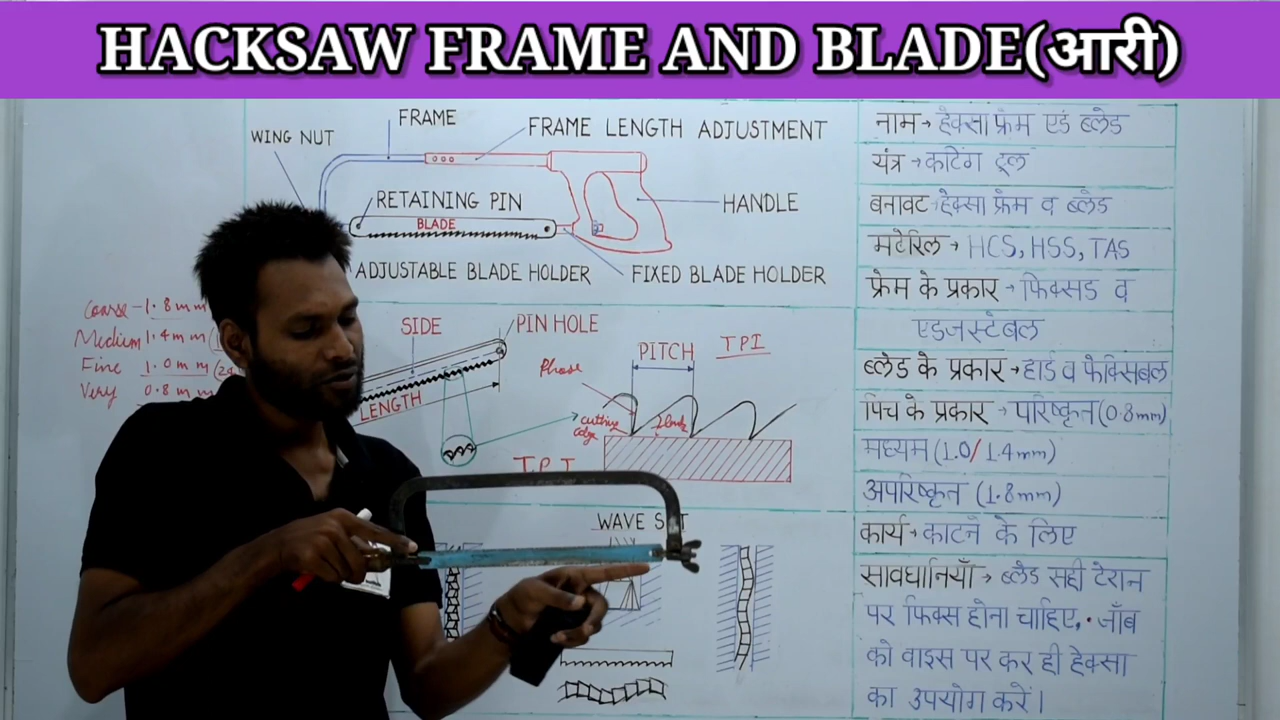 HACKSAW FRAME AND BLADE(आरी)
WING NUT
FRAME
FRAME LENGTH ADJUSTMENT
RETAINING PIN
BLADE
HANDLE
ADJUSTABLE BLADE HOLDER
FIXED BLADE HOLDER
Coarse - 1.8 mm
Medium 1.4 mm
Fine 1.0 mm
Very 0.8 m m
SIDE
PIN HOLE
LENGTH
PITCH
TPI
Phase
cutting
edge
T.P.I
WAVE
नाम → हेक्सा फ्रेम एंड ब्लेड
यंत्र → कटिंग टूल
बनावट → हेक्सा फ्रेम व ब्लेड
मटेरिल → HCS, HSS, TAS
फ्रेम के प्रकार → फिक्सड व
एडजस्टेबल
ब्लेड के प्रकार → हार्ड व फेक्सिबल
पिच के प्रकार → परिष्कृत (0.8mm)
मध्यम (1.0/1.4mm)
अपरिष्कृत (1.8mm)
कार्य → काटने के लिए
सावधानियाँ → ब्लेड सही टेशन
पर फिक्स होना चाहिए, • जॉब
को वाइस पर कर ही हेक्सा
का उपयोग करें।